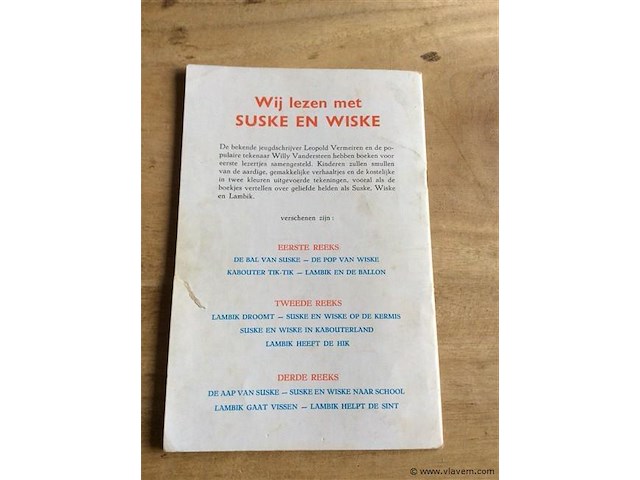 Wij lezen met
SUSKE EN WISKE
De bekende jeugdschrijver Leopold Vermeiren en de po-
pulaire tekenaar Willy Vandersteen hebben boeken voor
eerste lezertjes samengesteld. Kinderen zullen smullen
van de aardige, gemakkelijke verhaaltjes en de kostelijke
in twee kleuren uitgevoerde tekeningen, vooral als de
boekjes vertellen over geliefde helden als Suske, Wiske
en Lambik.
verschenen zijn :
EERSTE REEKS
DE BAL VAN SUSKE — DE POP VAN WISKE
KABOUTER TIK-TIK — LAMBIK EN DE BALLON
TWEEDE REEKS
LAMBIK DROOMT — SUSKE EN WISKE OP DE KERMIS
SUSKE EN WISKE IN KABOUTERLAND
LAMBIK HEEFT DE HIK
DERDE REEKS
DE AAP VAN SUSKE — SUSKE EN WISKE NAAR SCHOOL
LAMBIK GAAT VISSEN — LAMBIK HELPT DE SINT
© www.vlavem.com